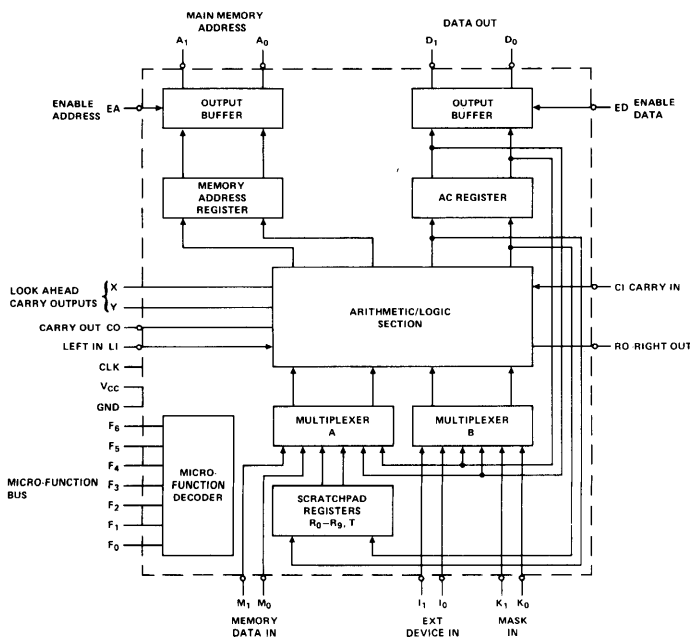 MAIN MEMORY
ADDRESS
A1 A0
DATA OUT
D1 D0
ENABLE
ADDRESS EA
OUTPUT
BUFFER
OUTPUT
BUFFER
ED ENABLE
DATA
MEMORY
ADDRESS
REGISTER
AC REGISTER
LOOK AHEAD
CARRY OUTPUTS { X
Y
ARITHMETIC/LOGIC
SECTION
CI CARRY IN
CARRY OUT CO
LEFT IN LI
RO RIGHT OUT
CLK
VCC
GND
MULTIPLEXER
A
MULTIPLEXER
B
MICRO-FUNCTION
BUS
F6
F5
F4
F3
F2
F1
F0
MICRO-
FUNCTION
DECODER
SCRATCHPAD
REGISTERS
R0–R9, T
M1 M0
MEMORY
DATA IN
I1 I0
EXT
DEVICE IN
K1 K0
MASK
IN